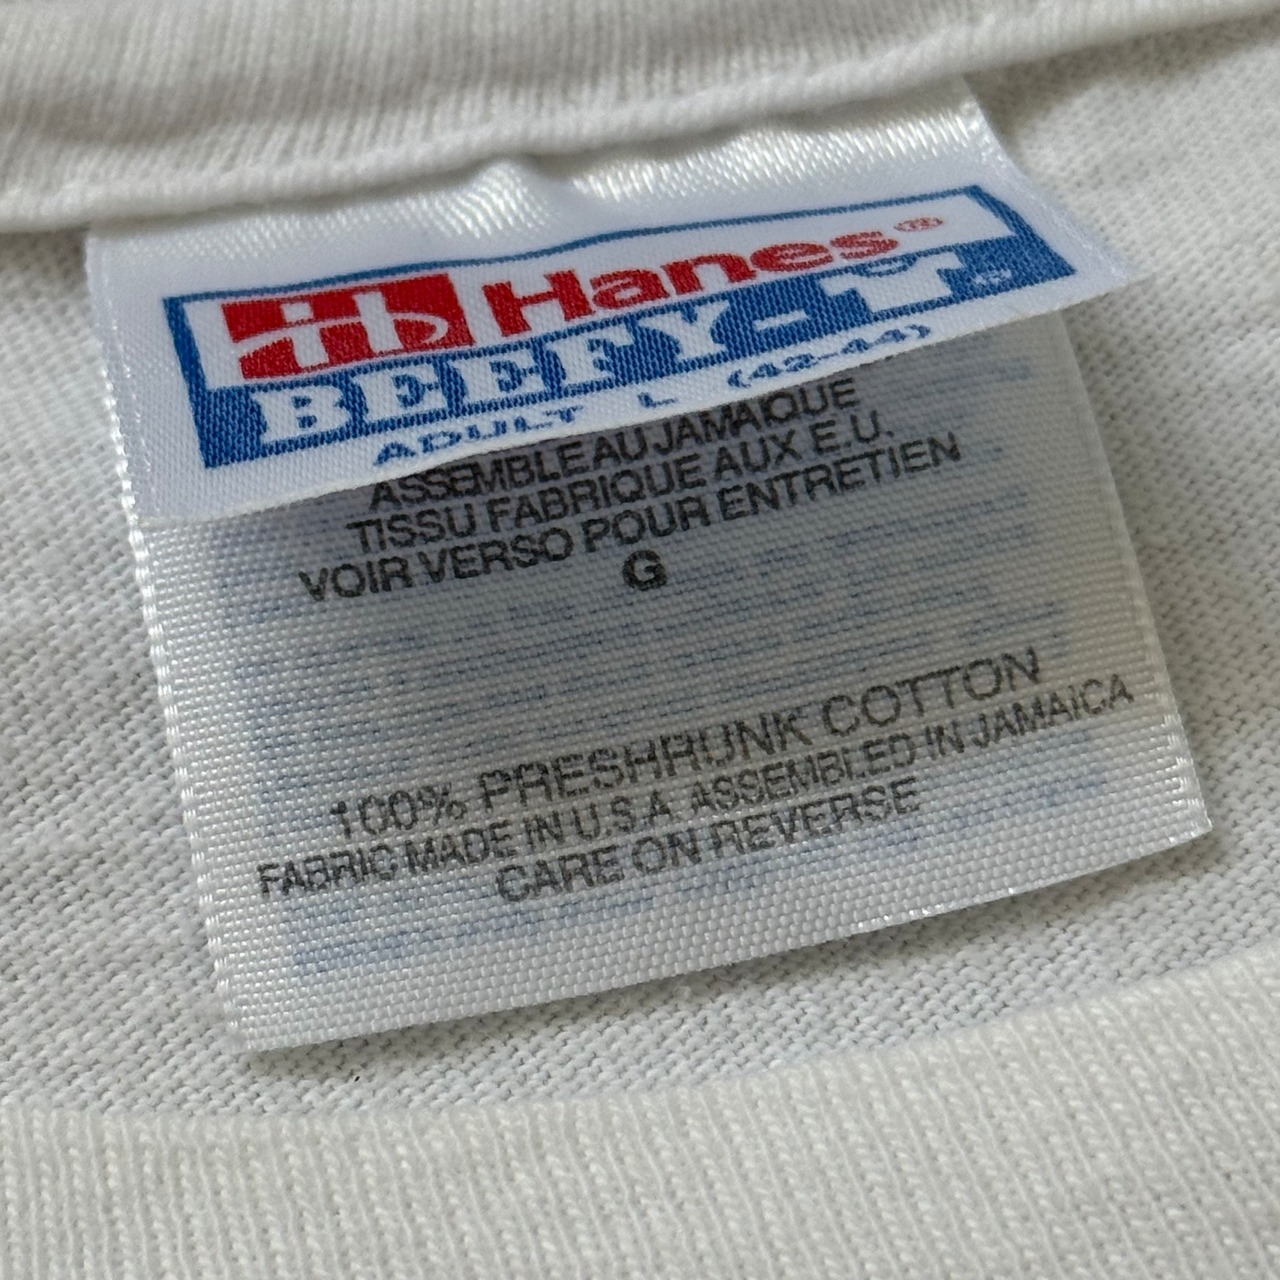 ih Hanes®
BEEFY-T®
ADULT L (42-44)
ASSEMBLE AU JAMAIQUE
TISSU FABRIQUE AUX E.U.
VOIR VERSO POUR ENTRETIEN
G
100% PRESHRUNK COTTON
FABRIC MADE IN U.S.A. ASSEMBLED IN JAMAICA
CARE ON REVERSE